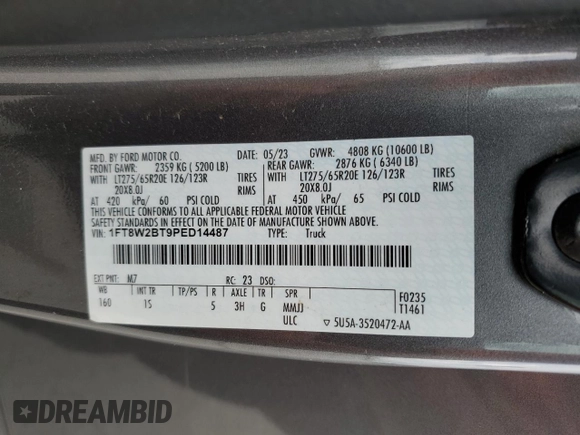 MFD. BY FORD MOTOR CO.
DATE: 05/23 GVWR: 4808 KG (10600 LB)
FRONT GAWR: 2359 KG ( 5200 LB)
REAR GAWR: 2876 KG ( 6340 LB)
WITH LT275/65R20E 126/123R TIRES
WITH LT275/65R20E 126/123R TIRES
20X8.0J RIMS
20X8.0J RIMS
AT 420 kPa/ 60 PSI COLD
AT 450 kPa/ 65 PSI COLD
THIS VEHICLE CONFORMS TO ALL APPLICABLE FEDERAL MOTOR VEHICLE
SAFETY STANDARDS IN EFFECT ON THE DATE OF MANUFACTURE SHOWN ABOVE.
VIN: 1FT8W2BT9PED14487 TYPE: Truck
EXT PNT: M7 RC: 23 DSO:
WB INT TR TP/PS R AXLE TR SPR
160 15 5 3H G MMJJ
ULC
F0235
T1461
▽ 5U5A-3520472-AA
DREAMBID